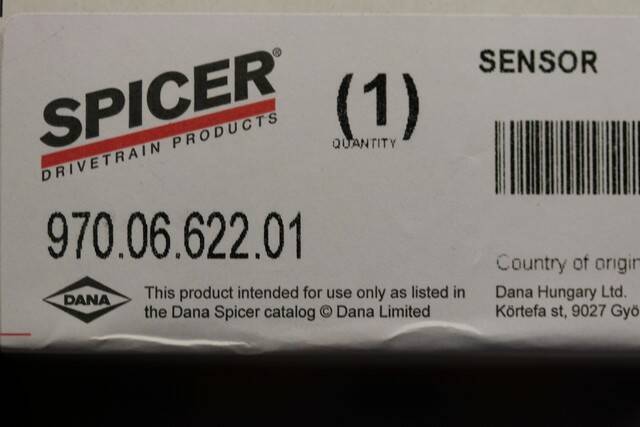 SPICER®
DRIVETRAIN PRODUCTS
(1)
QUANTITY
SENSOR
970.06.622.01
Country of
DANA
This product intended for use only as listed in
the Dana Spicer catalog © Dana Limited
Dana Hungary Ltd.
Körtefa st, 9027